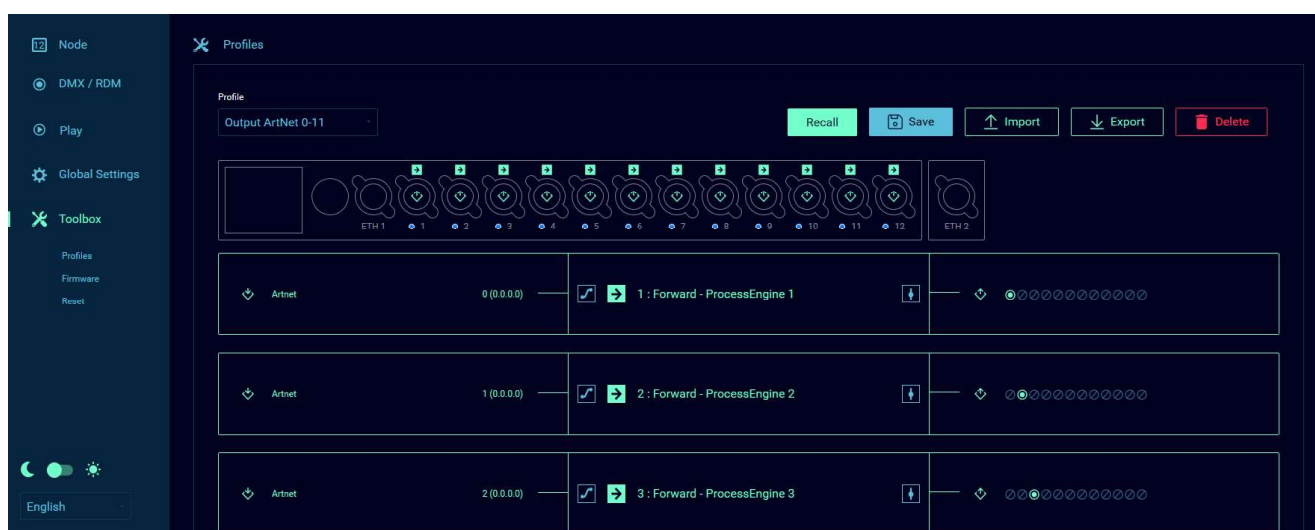 12 Node
DMX / RDM
Play
Global Settings
Toolbox
Profiles
Firmware
Reset
English
Profiles
Profile
Output ArtNet 0-11
Recall
Save
Import
Export
Delete
ETH 1 1 2 3 4 5 6 7 8 9 10 11 12 ETH 2
Artnet 0 (0.0.0.0) 1 : Forward - ProcessEngine 1
Artnet 1 (0.0.0.0) 2 : Forward - ProcessEngine 2
Artnet 2 (0.0.0.0) 3 : Forward - ProcessEngine 3